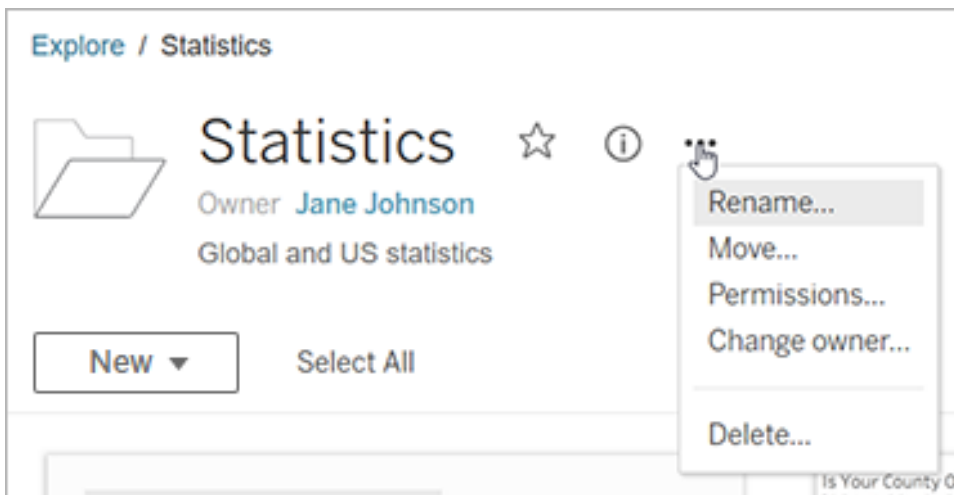 Explore / Statistics
Statistics
Owner Jane Johnson
Global and US statistics
Rename...
Move...
Permissions...
Change owner...
Delete...
New
Select All
Is Your County O